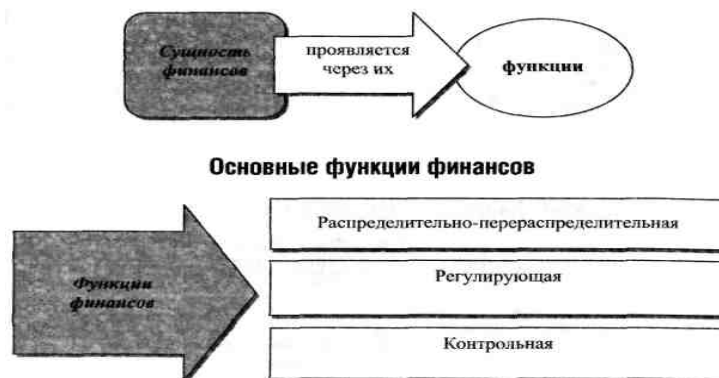 Сущность
финансов
проявляется
через их
функции
Основные функции финансов
Функции
финансов
Распределительно-перераспределительная
Регулирующая
Контрольная